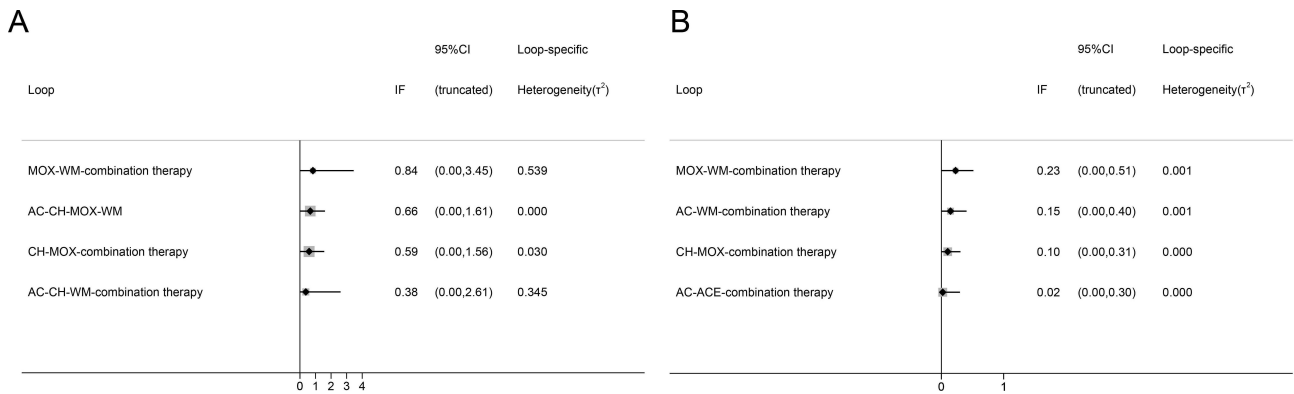 A
95%CI Loop-specific
Loop IF (truncated) Heterogeneity(τ²)
MOX-WM-combination therapy 0.84 (0.00,3.45) 0.539
AC-CH-MOX-WM 0.66 (0.00,1.61) 0.000
CH-MOX-combination therapy 0.59 (0.00,1.56) 0.030
AC-CH-WM-combination therapy 0.38 (0.00,2.61) 0.345
0 1 2 3 4
B
95%CI Loop-specific
Loop IF (truncated) Heterogeneity(τ²)
MOX-WM-combination therapy 0.23 (0.00,0.51) 0.001
AC-WM-combination therapy 0.15 (0.00,0.40) 0.001
CH-MOX-combination therapy 0.10 (0.00,0.31) 0.000
AC-ACE-combination therapy 0.02 (0.00,0.30) 0.000
0 1